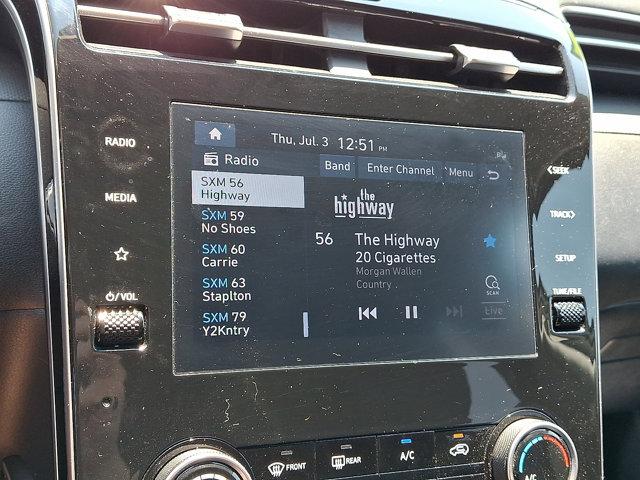 Thu, Jul. 3 12:51 PM
Radio
Band Enter Channel Menu
SXM 56
Highway
SXM 59
No Shoes
SXM 60
Carrie
SXM 63
Staplton
SXM 79
Y2Kntry
the
highway
56 The Highway
20 Cigarettes
Morgan Wallen
Country
SCAN
Live
RADIO
MEDIA
/VOL
<SEEK
TRACK>
SETUP
TUNE/FILE
FRONT
REAR
A/C
A/C